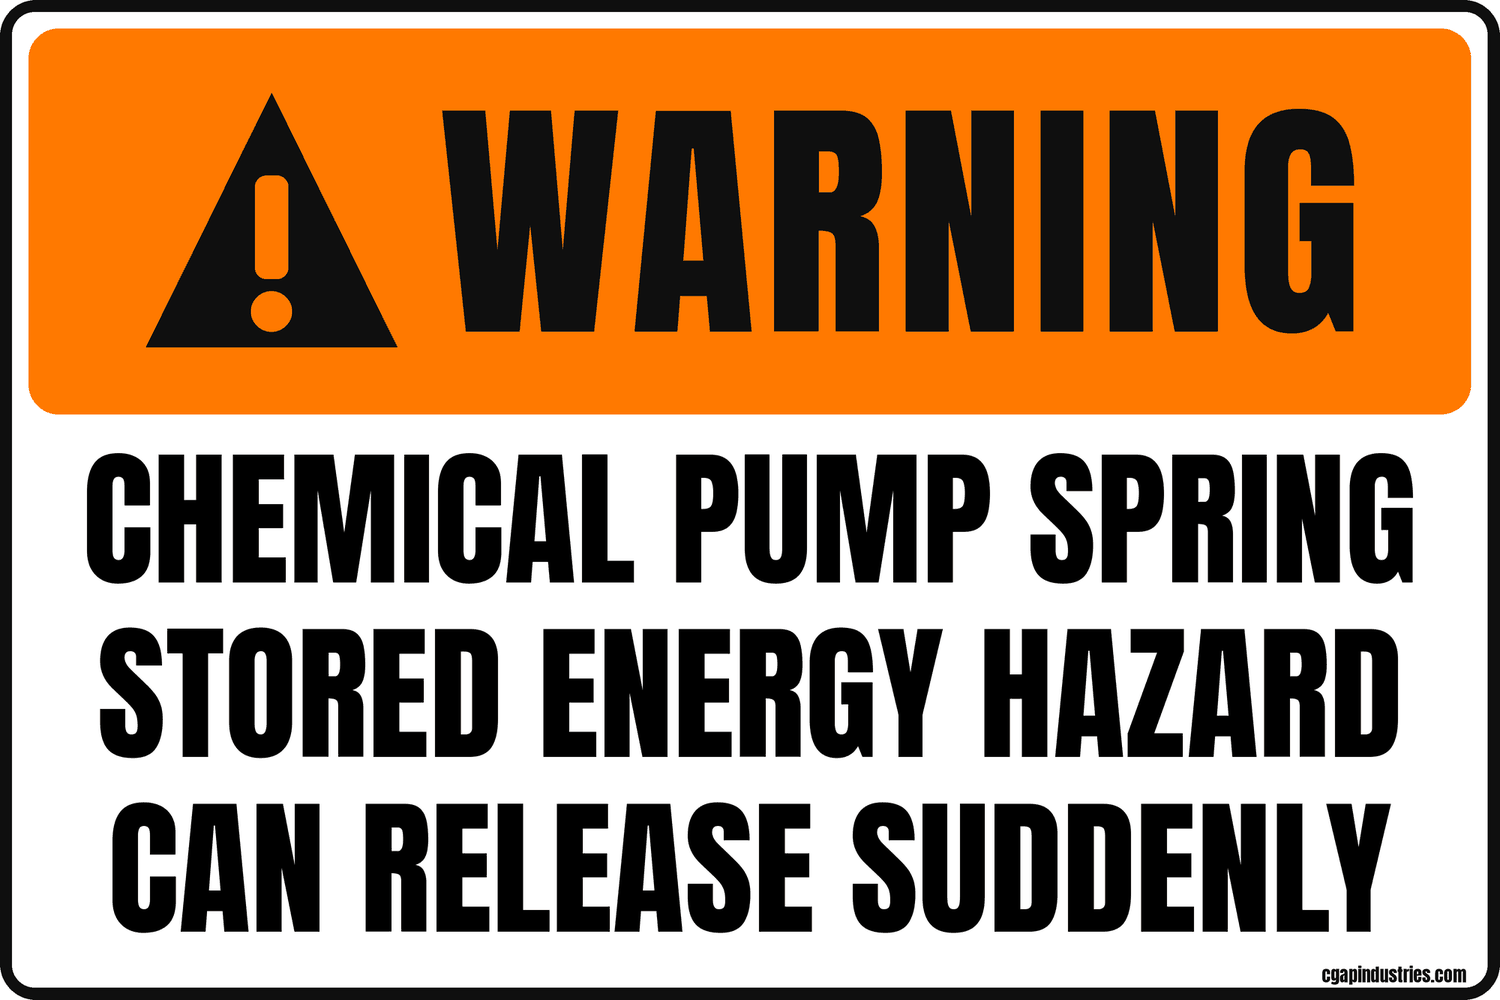 WARNING
CHEMICAL PUMP SPRING
STORED ENERGY HAZARD
CAN RELEASE SUDDENLY
cgapindustries.com